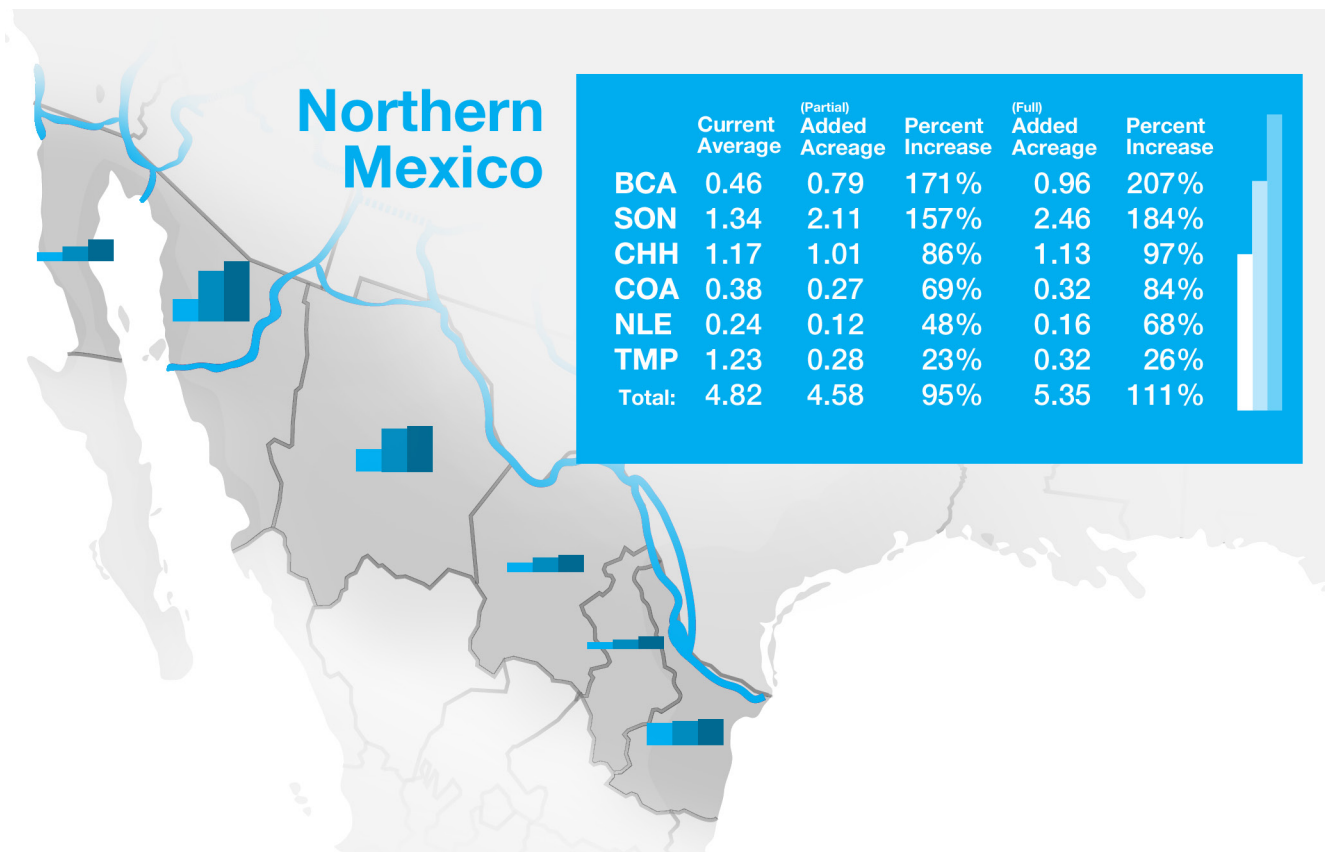 Northern
Mexico
(Partial) (Full)
Current Added Percent Added Percent
Average Acreage Increase Acreage Increase
BCA 0.46 0.79 171% 0.96 207%
SON 1.34 2.11 157% 2.46 184%
CHH 1.17 1.01 86% 1.13 97%
COA 0.38 0.27 69% 0.32 84%
NLE 0.24 0.12 48% 0.16 68%
TMP 1.23 0.28 23% 0.32 26%
Total: 4.82 4.58 95% 5.35 111%